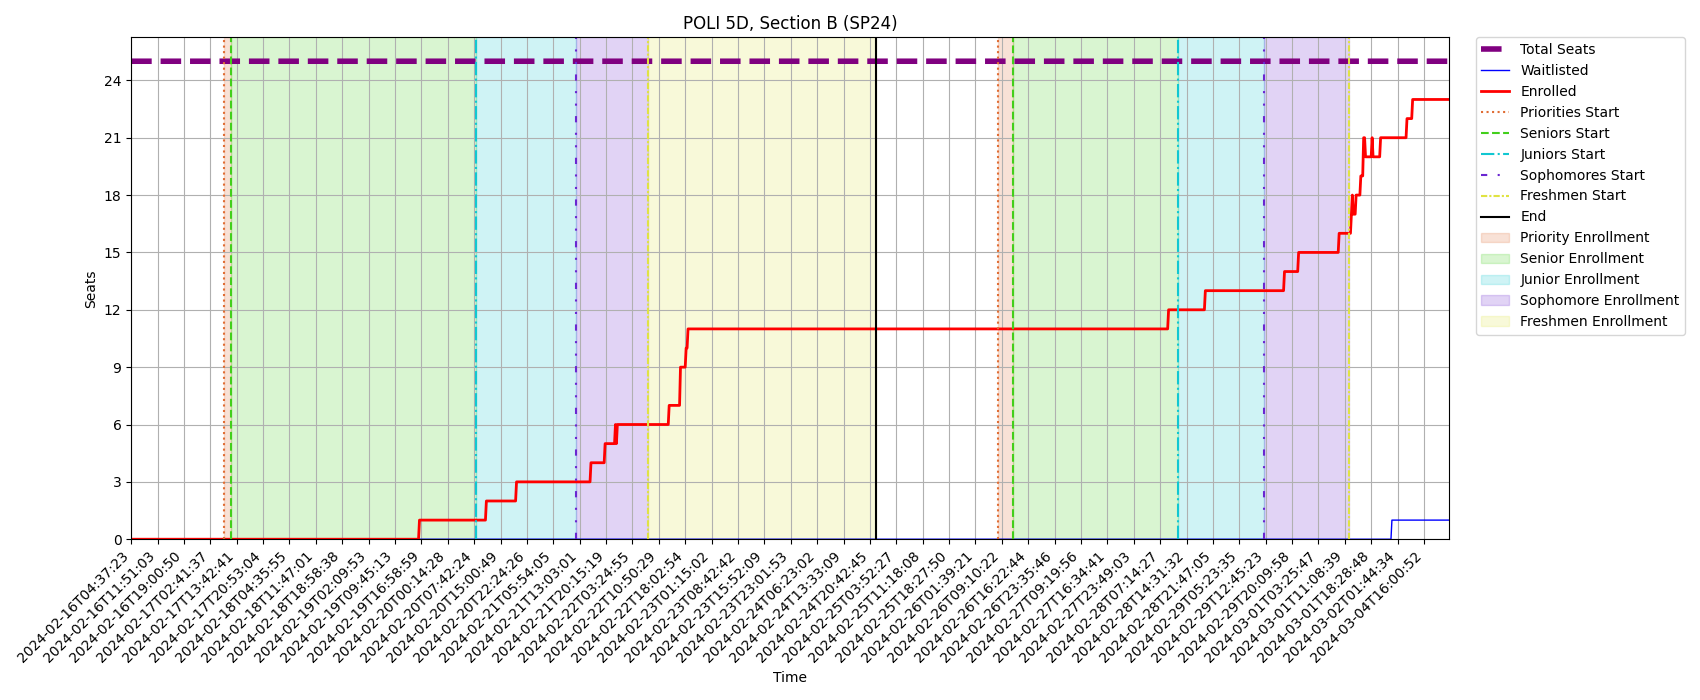 POLI 5D, Section B (SP24)
Total Seats
Waitlisted
Enrolled
Priorities Start
Seniors Start
Juniors Start
Sophomores Start
Freshmen Start
End
Priority Enrollment
Senior Enrollment
Junior Enrollment
Sophomore Enrollment
Freshmen Enrollment
Seats
24
21
18
15
12
9
6
3
0
2024-02-16T04:37:23
2024-02-16T11:51:03
2024-02-16T19:00:50
2024-02-17T02:41:37
2024-02-17T13:42:41
2024-02-17T20:53:04
2024-02-18T04:35:55
2024-02-18T11:47:01
2024-02-18T18:58:38
2024-02-19T02:09:53
2024-02-19T09:45:13
2024-02-19T16:58:59
2024-02-20T00:14:28
2024-02-20T07:42:24
2024-02-20T15:00:49
2024-02-20T22:24:26
2024-02-21T05:54:05
2024-02-21T13:03:01
2024-02-21T20:15:19
2024-02-22T03:24:55
2024-02-22T10:50:29
2024-02-22T18:02:54
2024-02-23T01:15:02
2024-02-23T08:42:42
2024-02-23T15:52:09
2024-02-23T23:01:53
2024-02-24T06:23:02
2024-02-24T13:33:09
2024-02-24T20:42:45
2024-02-25T03:52:27
2024-02-25T11:18:08
2024-02-25T18:27:50
2024-02-26T01:39:21
2024-02-26T09:10:22
2024-02-26T16:22:44
2024-02-26T23:35:46
2024-02-27T09:19:56
2024-02-27T16:34:41
2024-02-27T23:49:03
2024-02-28T07:14:27
2024-02-28T14:31:32
2024-02-28T21:47:05
2024-02-29T05:23:35
2024-02-29T12:45:23
2024-02-29T20:09:58
2024-03-01T03:25:47
2024-03-01T11:08:39
2024-03-01T18:28:48
2024-03-02T01:44:34
2024-03-04T16:00:52
Time